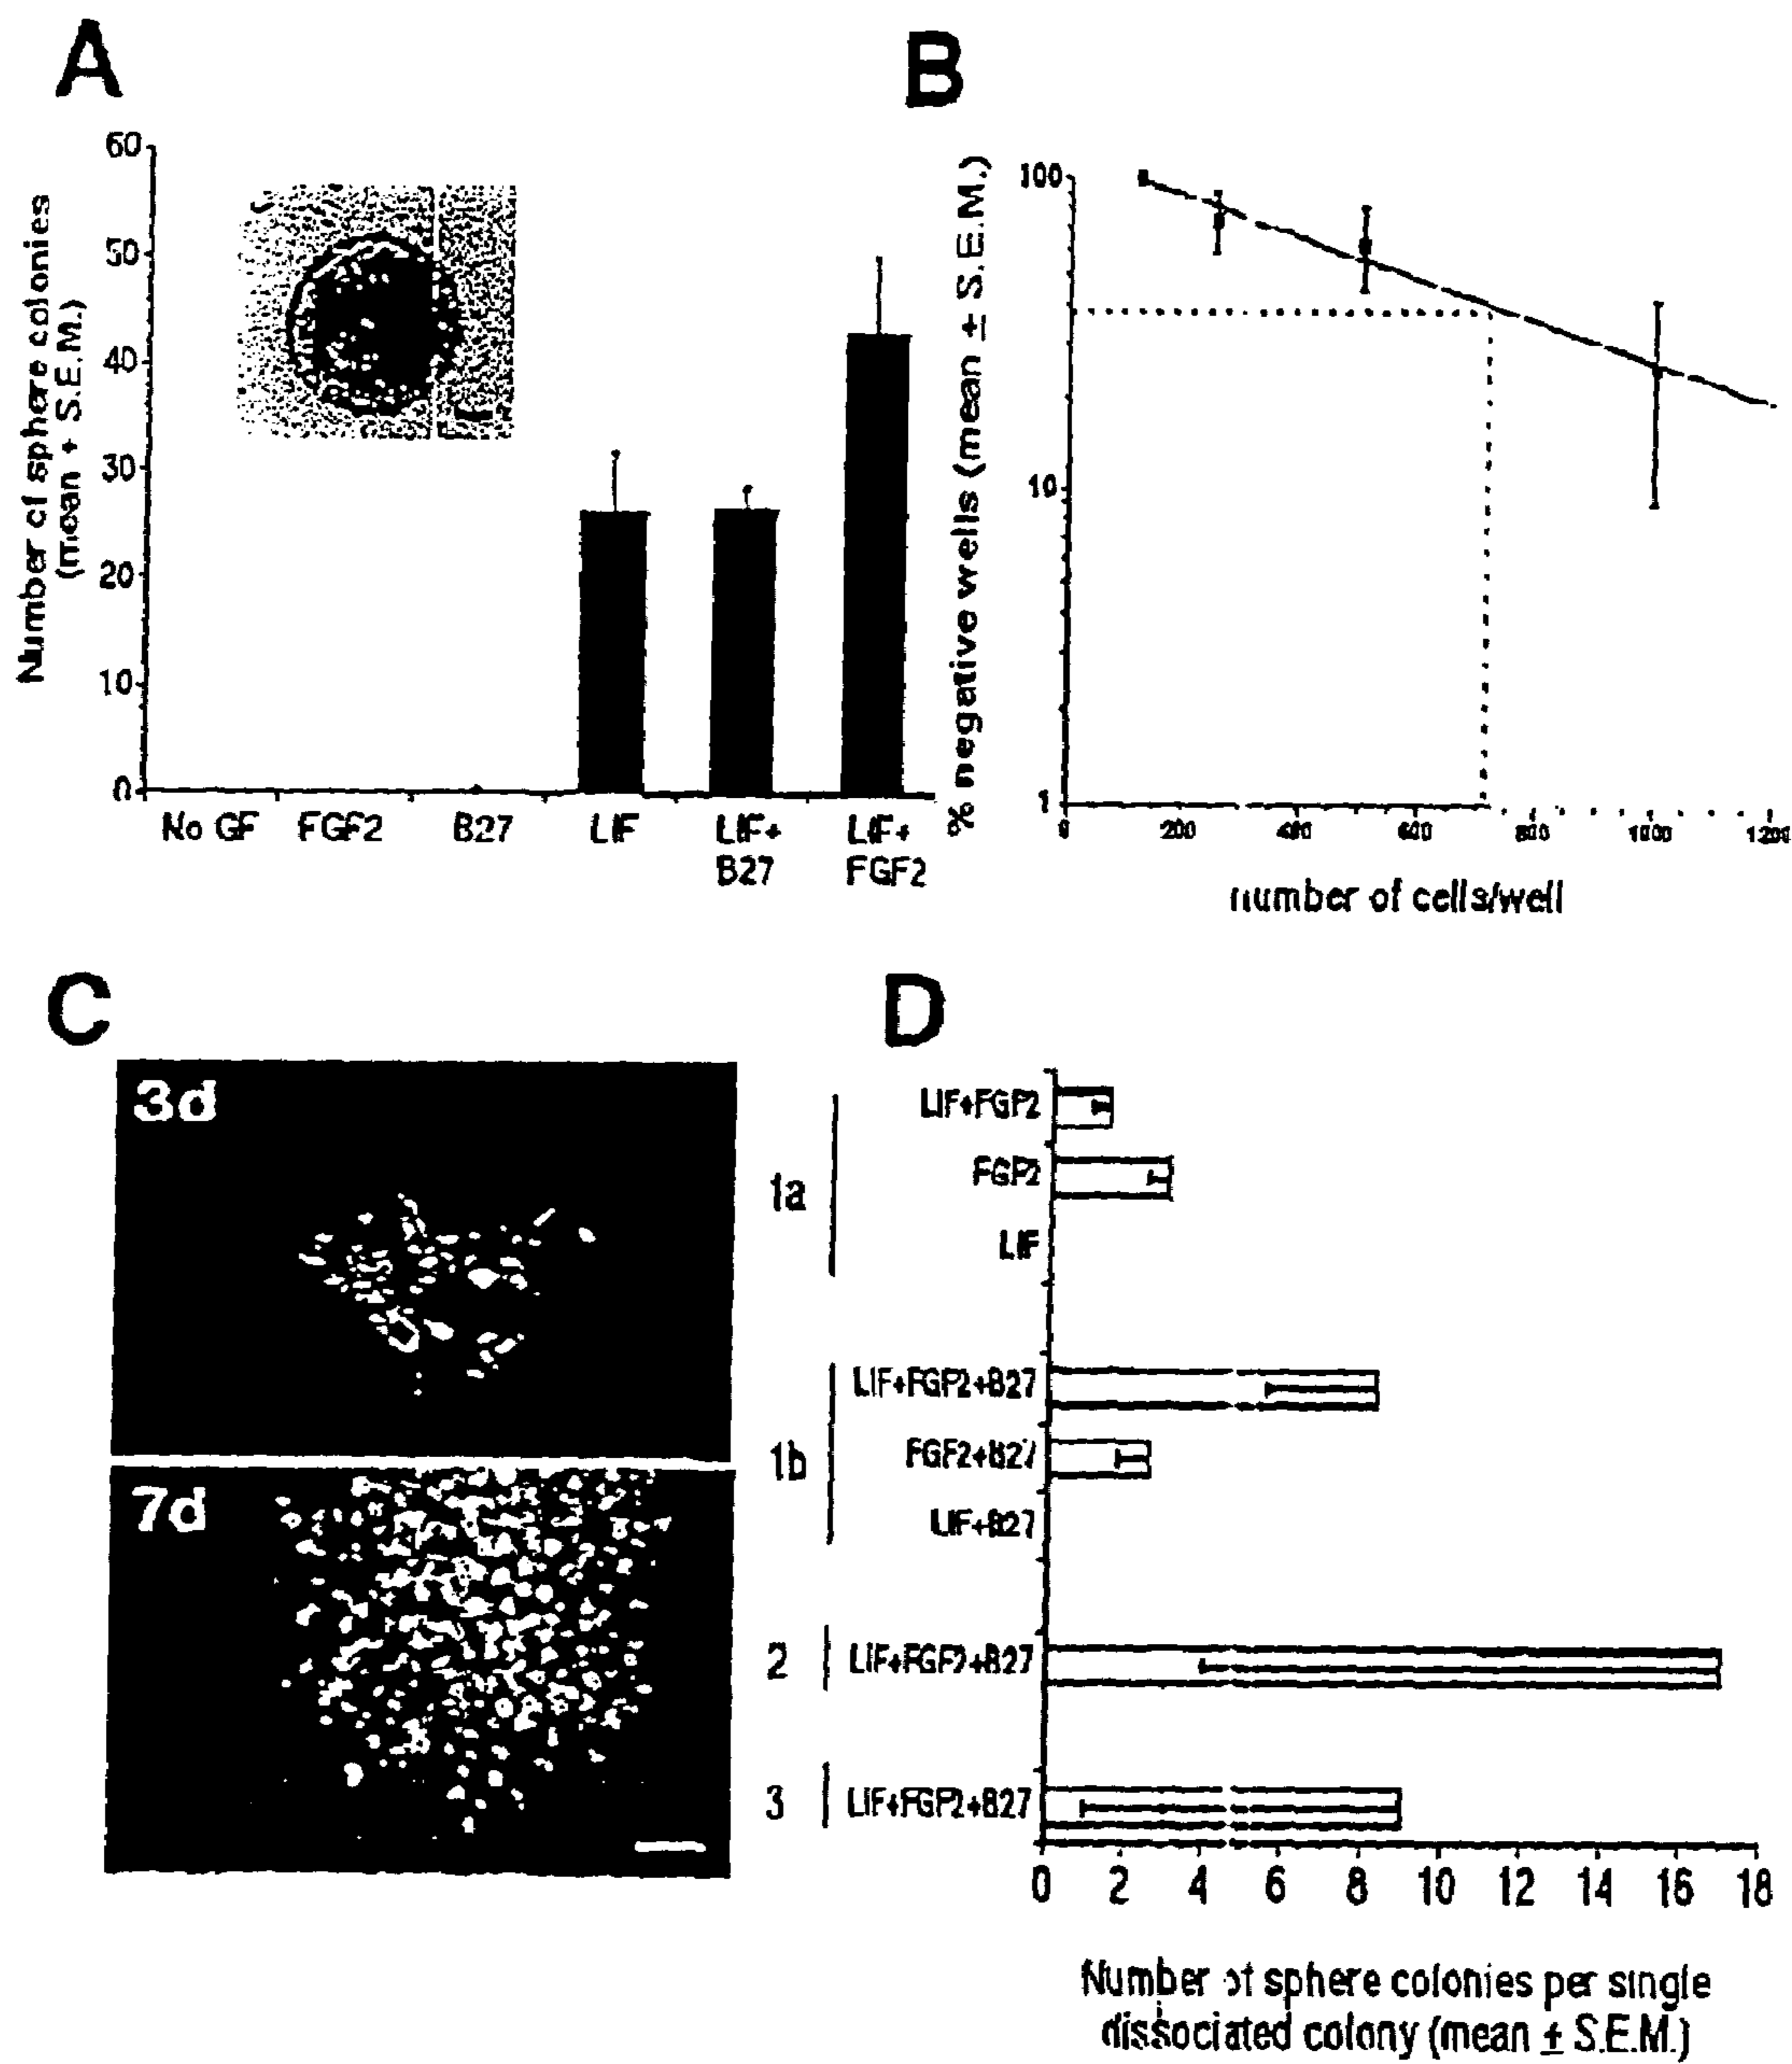 A
Number of sphere colonies
(mean + S.E.M.)
60
50
40
30
20
10
0
No GF
FGF2
B27
LIF
LIF+
B27
LIF+
FGF2
B
% negative wells (mean ± S.E.M.)
100
10
1
0
200
400
600
800
1000
1200
number of cells/well
C
3d
7d
D
1a
LIF+FGF2
FGF2
LIF
1b
LIF+FGF2+B27
FGF2+B27
LIF+B27
2
LIF+FGF2+B27
3
LIF+FGF2+B27
0 2 4 6 8 10 12 14 16 18
Number of sphere colonies per single
dissociated colony (mean ± S.E.M.)